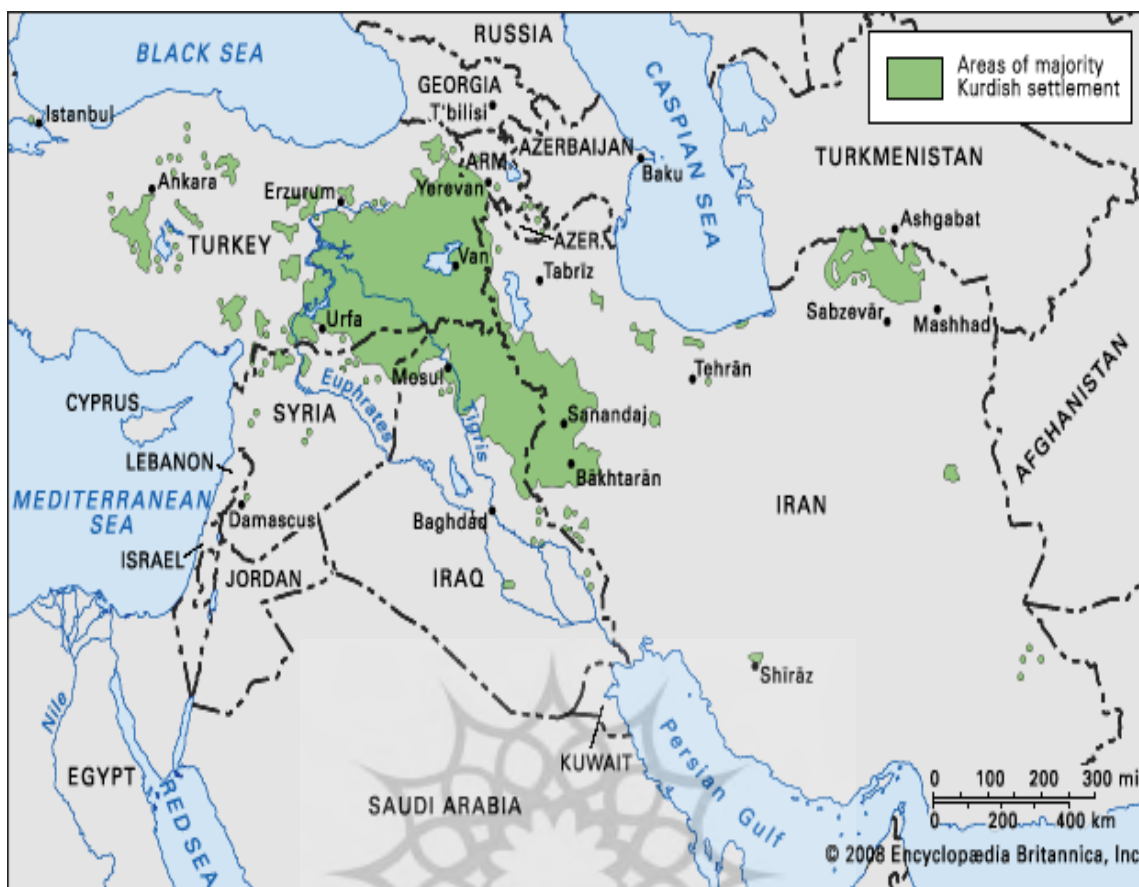 RUSSIA
BLACK SEA
GEORGIA
T'bilisi
CASPIAN SEA
Areas of majority
Kurdish settlement
Istanbul
ARM.
AZERBAIJAN
Baku
TURKMENISTAN
Ankara
Erzurum
Yerevan
Ashgabat
TURKEY
AZER.
Van
Tabrīz
Sabzevār
Mashhad
Urfa
Mosul
Tehrān
CYPRUS
SYRIA
Euphrates
Tigris
Sanandaj
AFGHANISTAN
LEBANON
Bākhtarān
MEDITERRANEAN
SEA
Damascus
Baghdād
IRAN
ISRAEL
JORDAN
IRAQ
Shīrāz
Nile
KUWAIT
Persian Gulf
EGYPT
RED SEA
SAUDI ARABIA
0 100 200 300 mi
0 200 400 km
© 2008 Encyclopædia Britannica, Inc